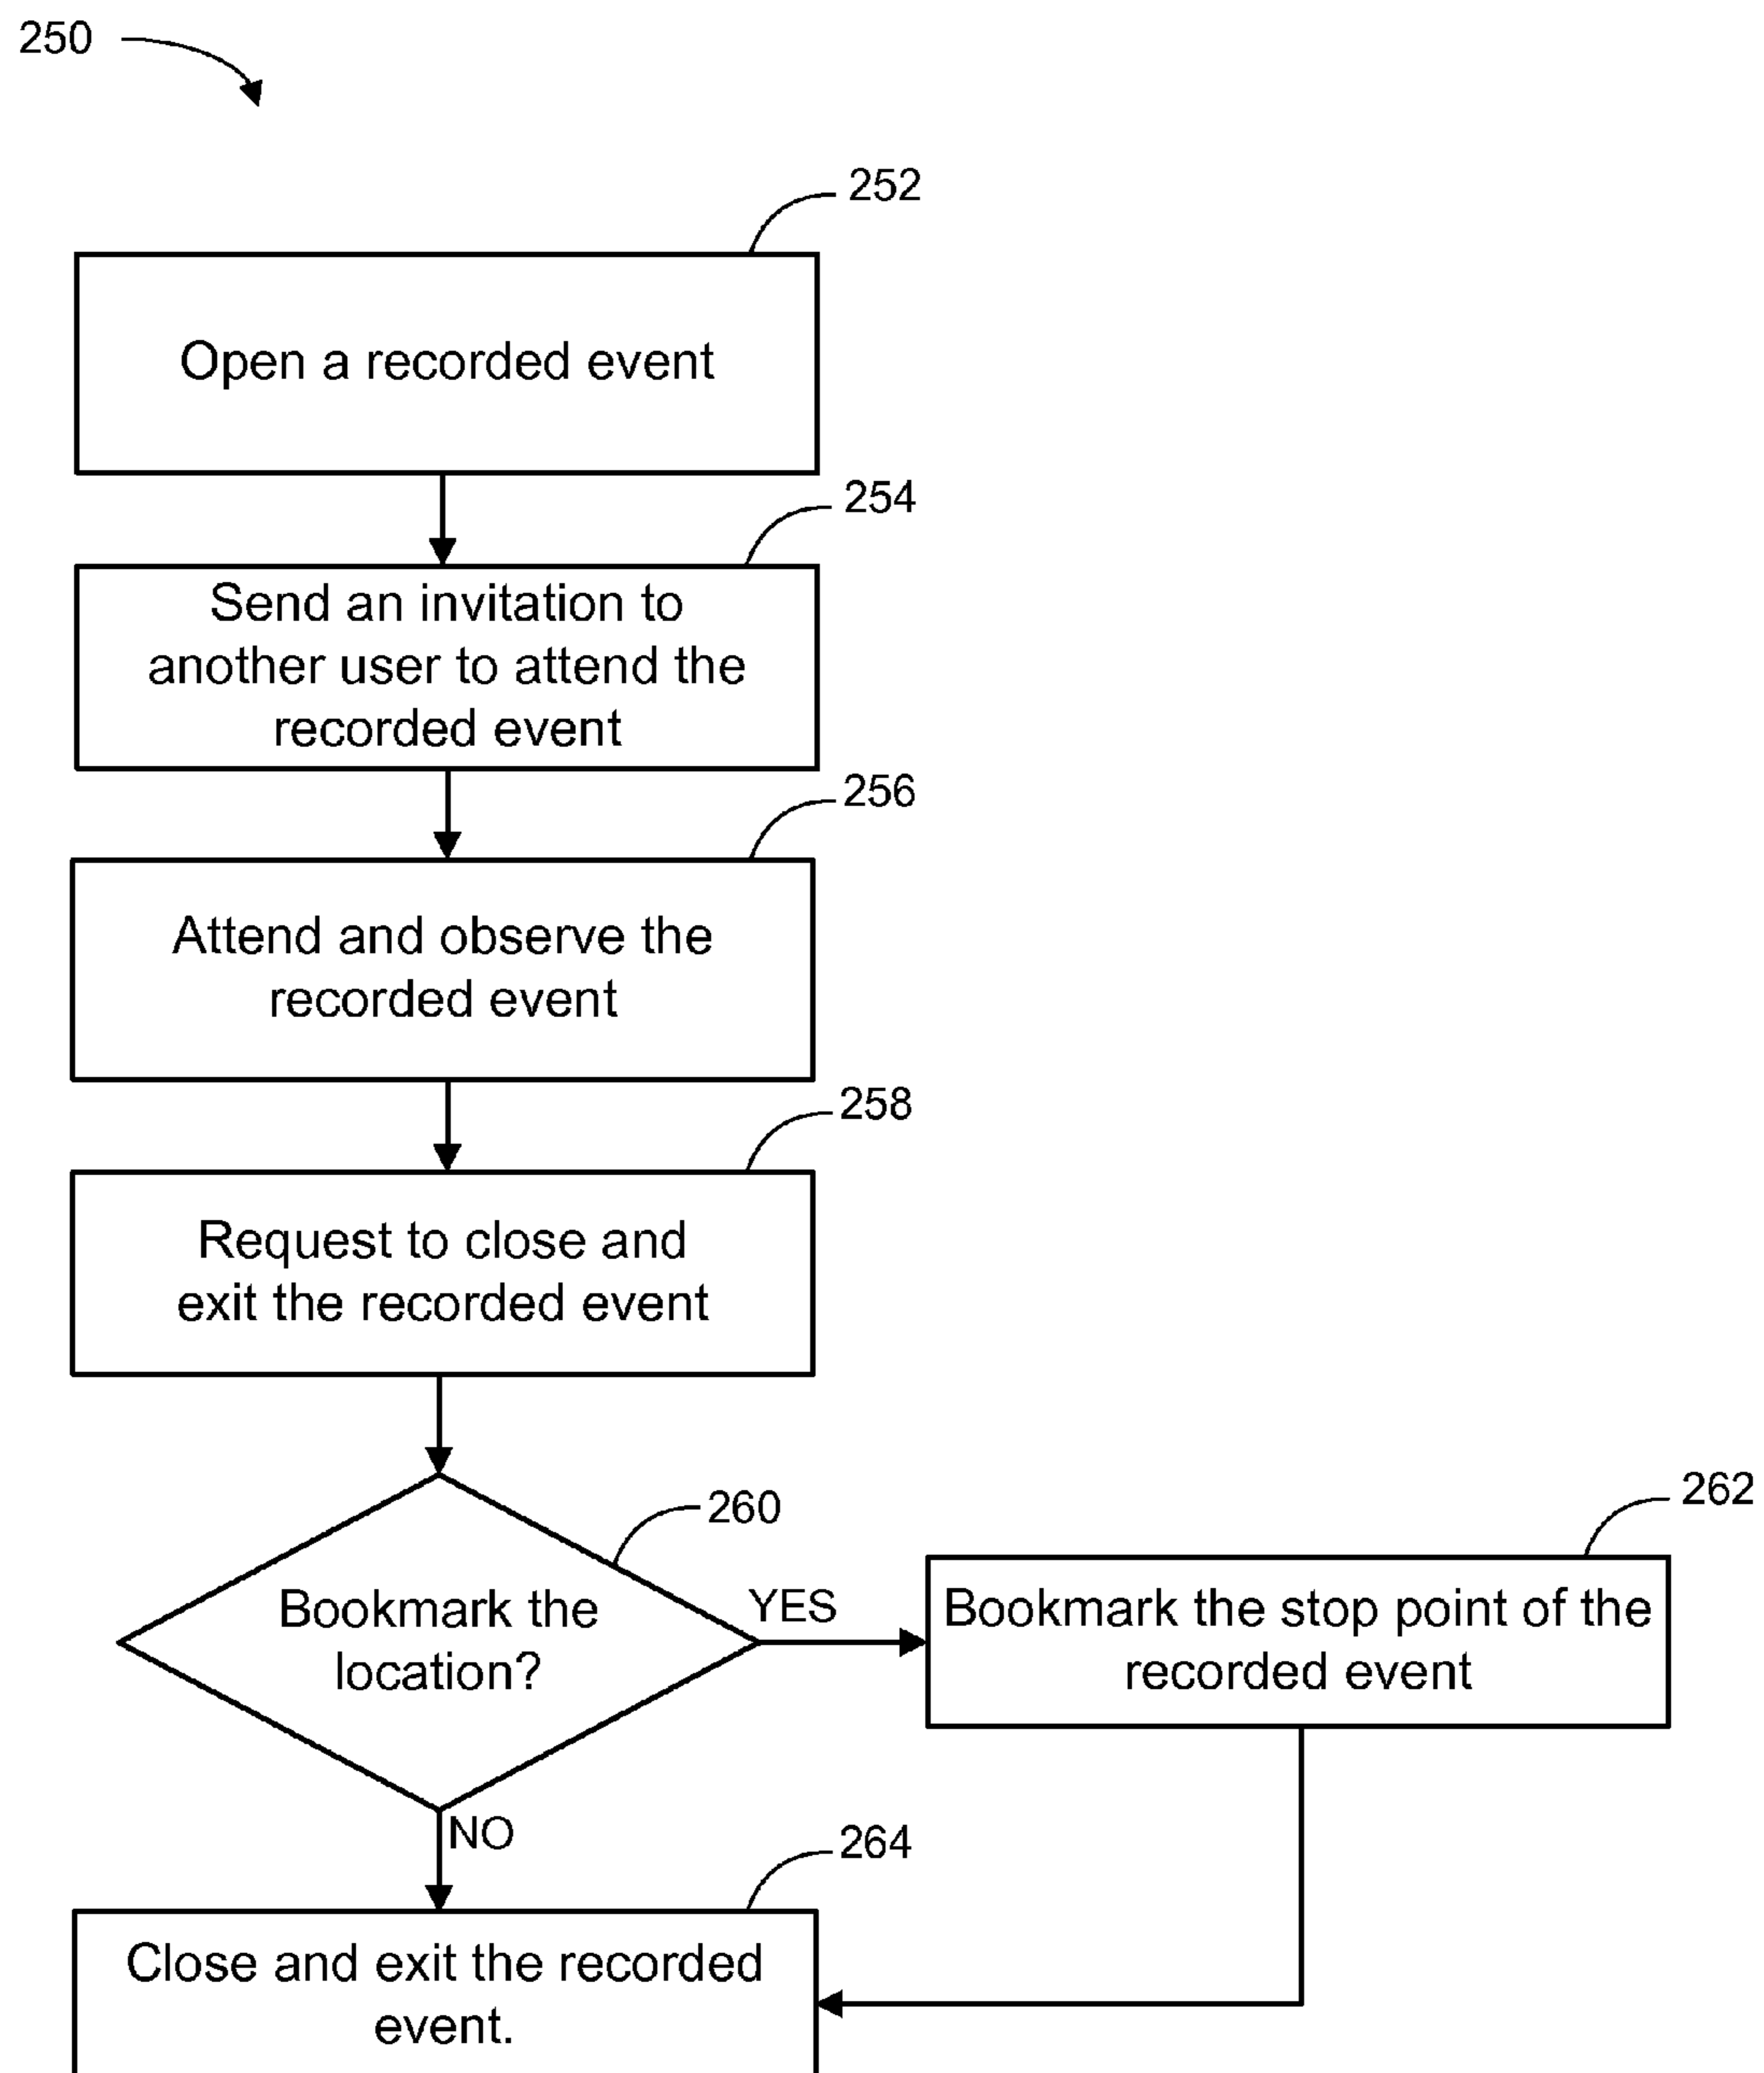 250
252
Open a recorded event
254
Send an invitation to
another user to attend the
recorded event
256
Attend and observe the
recorded event
258
Request to close and
exit the recorded event
260
Bookmark the
location?
YES
262
Bookmark the stop point of the
recorded event
NO
264
Close and exit the recorded
event.